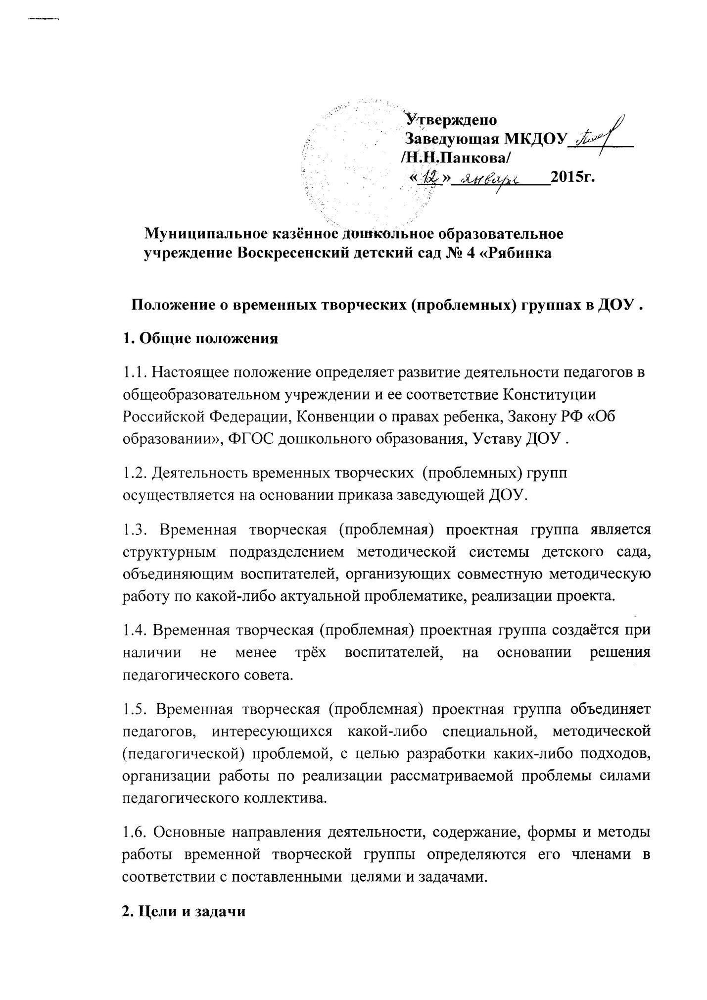 Утверждено
Заведующая МКДОУ________
/Н.Н.Панкова/
«12» января 2015г.
Муниципальное казённое дошкольное образовательное
учреждение Воскресенский детский сад № 4 «Рябинка
Положение о временных творческих (проблемных) группах в ДОУ .
1. Общие положения
1.1. Настоящее положение определяет развитие деятельности педагогов в
общеобразовательном учреждении и ее соответствие Конституции
Российской Федерации, Конвенции о правах ребенка, Закону РФ «Об
образовании», ФГОС дошкольного образования, Уставу ДОУ .
1.2. Деятельность временных творческих (проблемных) групп
осуществляется на основании приказа заведующей ДОУ.
1.3. Временная творческая (проблемная) проектная группа является
структурным подразделением методической системы детского сада,
объединяющим воспитателей, организующих совместную методическую
работу по какой-либо актуальной проблематике, реализации проекта.
1.4. Временная творческая (проблемная) проектная группа создаётся при
наличии не менее трёх воспитателей, на основании решения
педагогического совета.
1.5. Временная творческая (проблемная) проектная группа объединяет
педагогов, интересующихся какой-либо специальной, методической
(педагогической) проблемой, с целью разработки каких-либо подходов,
организации работы по реализации рассматриваемой проблемы силами
педагогического коллектива.
1.6. Основные направления деятельности, содержание, формы и методы
работы временной творческой группы определяются его членами в
соответствии с поставленными целями и задачами.
2. Цели и задачи